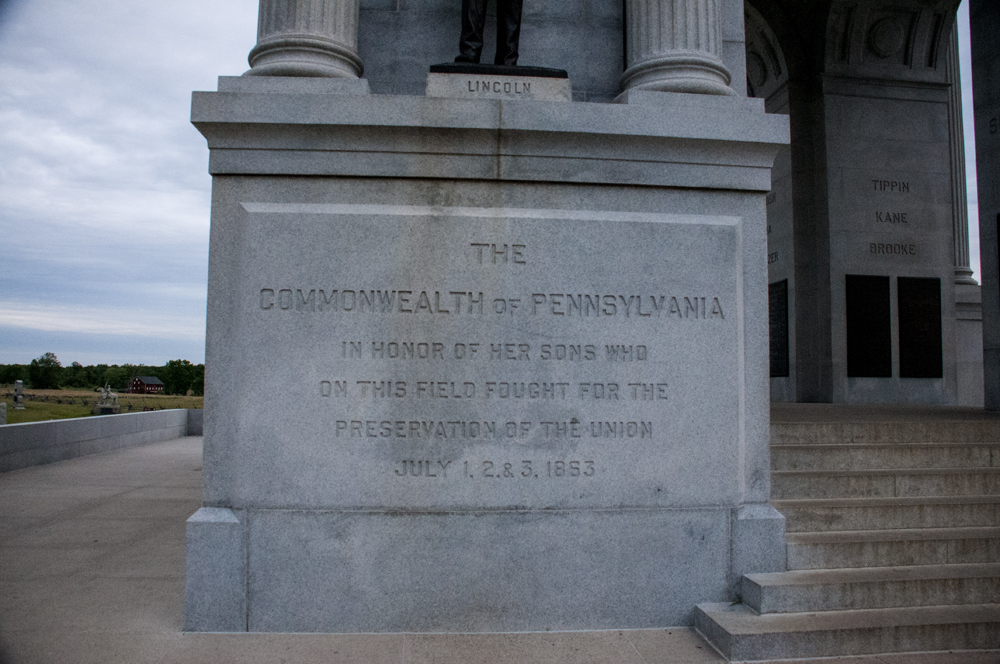 LINCOLN
THE
COMMONWEALTH OF PENNSYLVANIA
IN HONOR OF HER SONS WHO
ON THIS FIELD FOUGHT FOR THE
PRESERVATION OF THE UNION
JULY 1, 2, & 3, 1863
TIPPIN
KANE
BROOKE